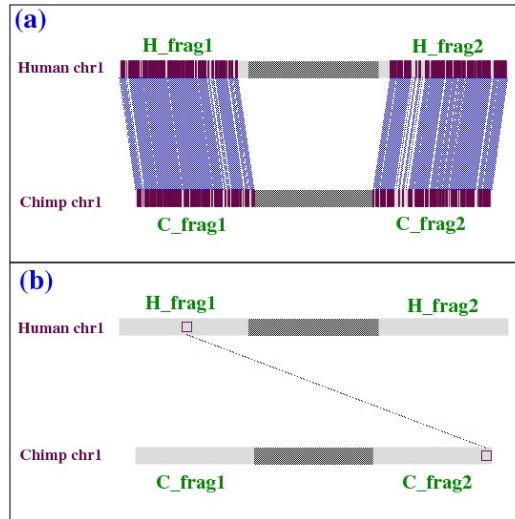 (a)
H_frag1 H_frag2
Human chr1
Chimp chr1
C_frag1 C_frag2
(b)
H_frag1 H_frag2
Human chr1
Chimp chr1
C_frag1 C_frag2